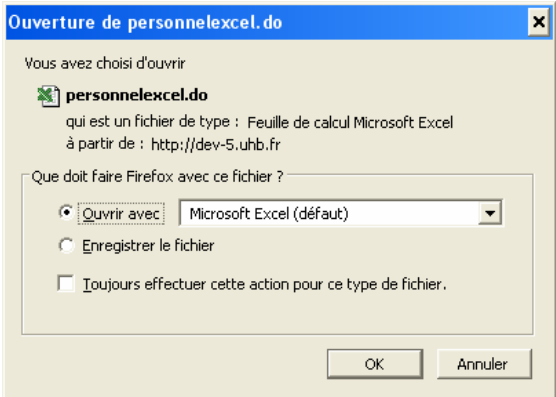 Ouverture de personnelexcel.do
Vous avez choisi d'ouvrir
personnelexcel.do
qui est un fichier de type : Feuille de calcul Microsoft Excel
à partir de : http://dev-5.uhb.fr
Que doit faire Firefox avec ce fichier ?
Ouvrir avec Microsoft Excel (défaut)
Enregistrer le fichier
Toujours effectuer cette action pour ce type de fichier.
OK Annuler